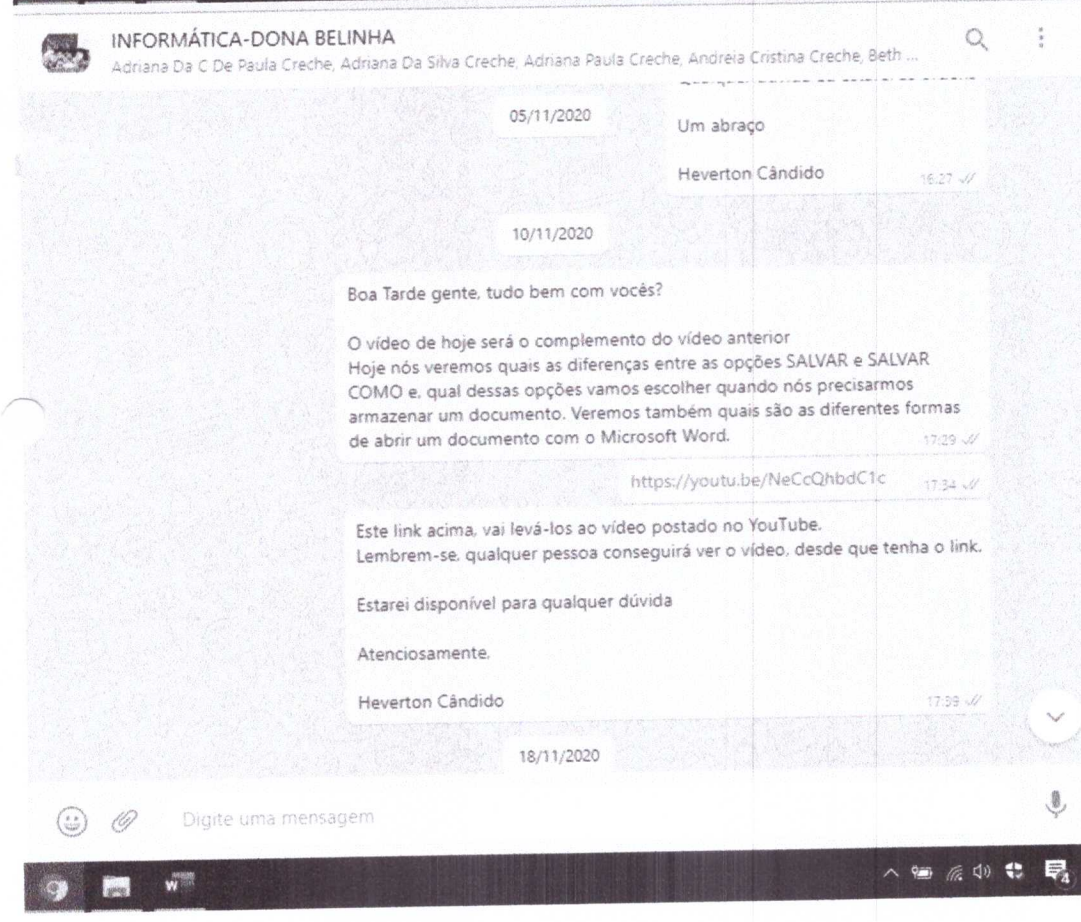 INFORMÁTICA-DONA BELINHA
Adriana Da C De Paula Creche, Adriana Da Silva Creche, Adriana Paula Creche, Andreia Cristina Creche, Beth ...
05/11/2020
Um abraço
Heverton Cândido
16:27
10/11/2020
Boa Tarde gente, tudo bem com vocês?
O vídeo de hoje será o complemento do vídeo anterior
Hoje nós veremos quais as diferenças entre as opções SALVAR e SALVAR
COMO e, qual dessas opções vamos escolher quando nós precisarmos
armazenar um documento. Veremos também quais são as diferentes formas
de abrir um documento com o Microsoft Word.
17:29
https://youtu.be/NeCcQhbdC1c
17:34
Este link acima, vai levá-los ao vídeo postado no YouTube.
Lembrem-se, qualquer pessoa conseguirá ver o vídeo, desde que tenha o link.
Estarei disponível para qualquer dúvida
Atenciosamente,
Heverton Cândido
17:39
18/11/2020
Digite uma mensagem
W
4